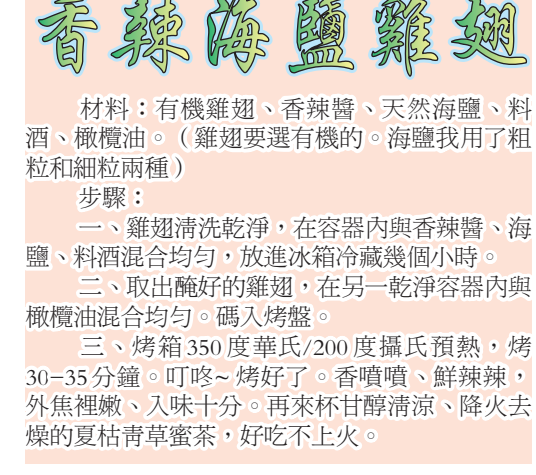 香辣海鹽雞翅
材料：有機雞翅、香辣醬、天然海鹽、料
酒、橄欖油。（雞翅要選有機的。海鹽我用了粗
粒和細粒兩種）
步驟：
一、雞翅清洗乾淨，在容器內與香辣醬、海
鹽、料酒混合均勻，放進冰箱冷藏幾個小時。
二、取出醃好的雞翅，在另一乾淨容器內與
橄欖油混合均勻。碼入烤盤。
三、烤箱350度華氏/200度攝氏預熱，烤
30-35分鐘。叮咚~烤好了。香噴噴、鮮辣辣，
外焦裡嫩、入味十分。再來杯甘醇清涼、降火去
燥的夏枯青草蜜茶，好吃不上火。